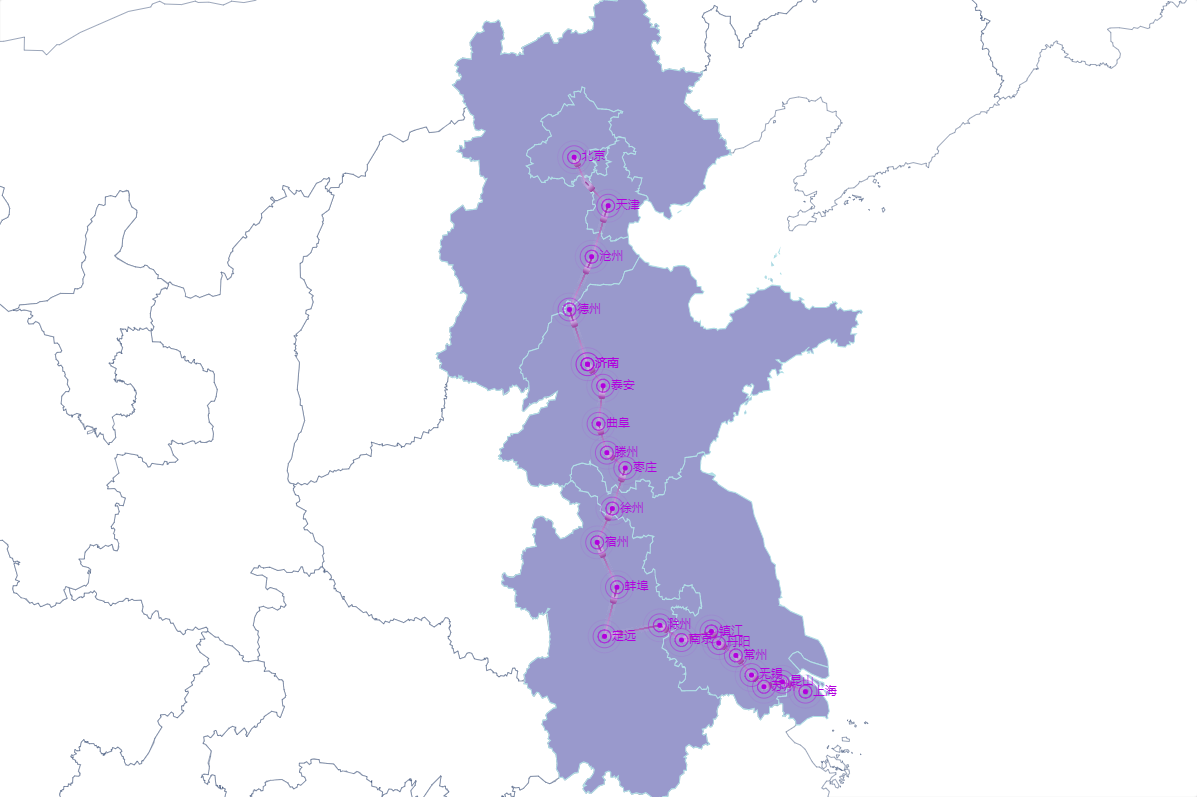 北京
天津
沧州
德州
济南
泰安
曲阜
滕州
枣庄
徐州
宿州
蚌埠
定远
滁州
南京
镇江
丹阳
常州
无锡
苏州
昆山
上海